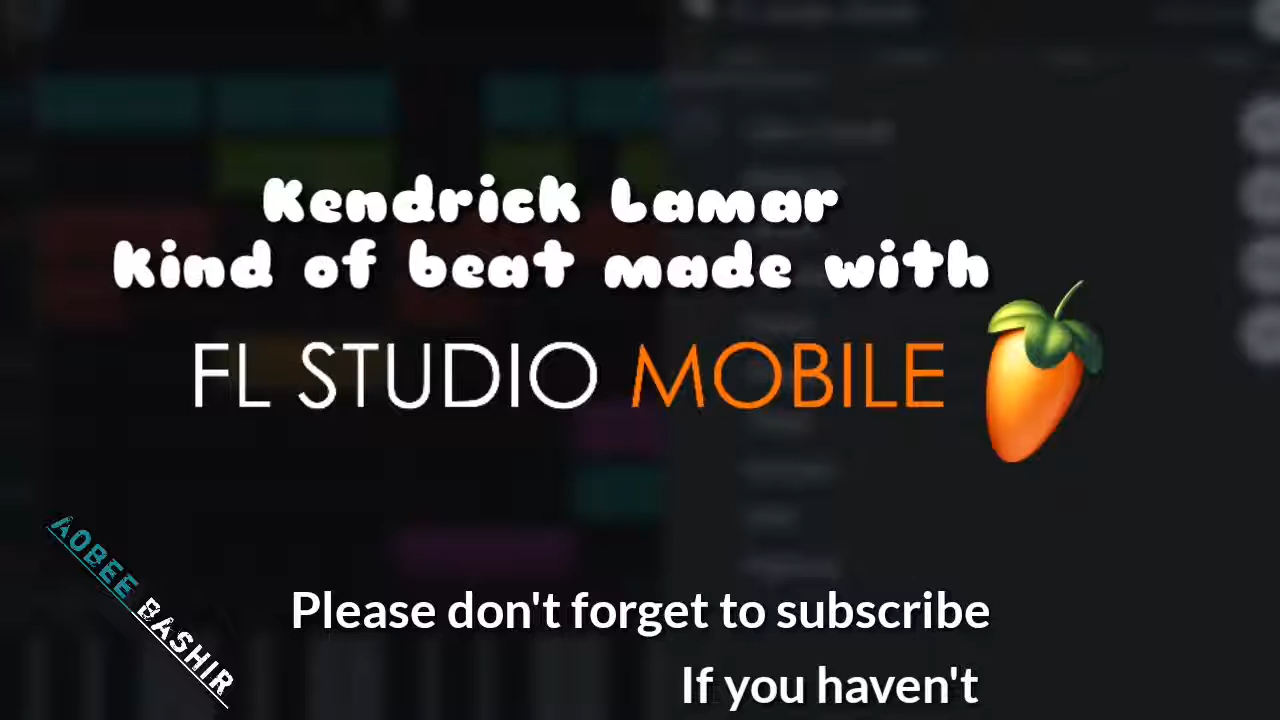 Kendrick Lamar
Kind of beat made with
FL STUDIO MOBILE
AOBEE BASHIR
Please don't forget to subscribe
If you haven't